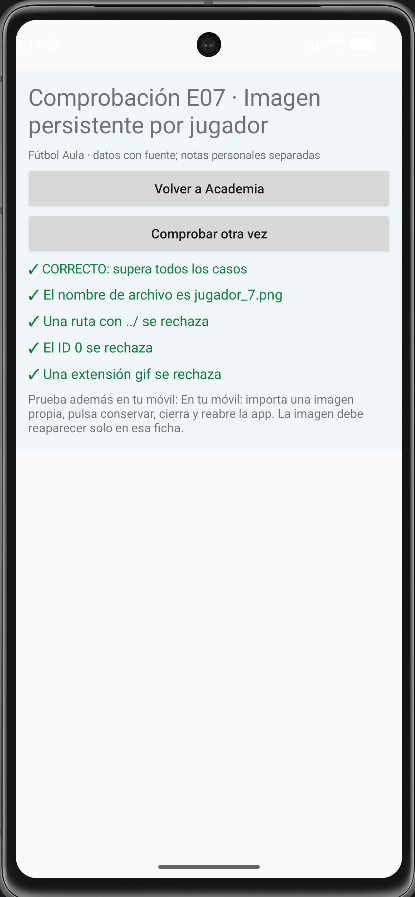 Comprobación E07 · Imagen
persistente por jugador
Fútbol Aula · datos con fuente; notas personales separadas
Volver a Academia
Comprobar otra vez
✓ CORRECTO: supera todos los casos
✓ El nombre de archivo es jugador_7.png
✓ Una ruta con ../ se rechaza
✓ El ID 0 se rechaza
✓ Una extensión gif se rechaza
Prueba además en tu móvil: En tu móvil: importa una imagen
propia, pulsa conservar, cierra y reabre la app. La imagen debe
reaparecer solo en esa ficha.